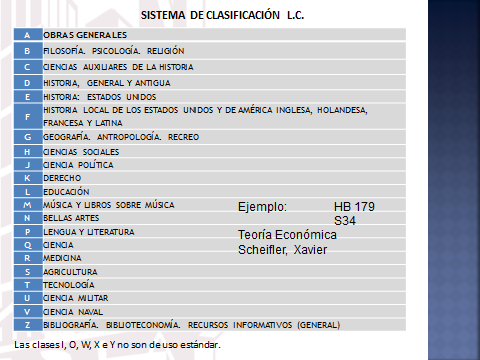 SISTEMA DE CLASIFICACIÓN L.C.
A OBRAS GENERALES
B FILOSOFÍA. PSICOLOGÍA. RELIGIÓN
C CIENCIAS AUXILIARES DE LA HISTORIA
D HISTORIA, GENERAL Y ANTIGUA
E HISTORIA: ESTADOS UNIDOS
F HISTORIA LOCAL DE LOS ESTADOS UNIDOS Y DE AMÉRICA INGLESA, HOLANDESA,
FRANCESA Y LATINA
G GEOGRAFÍA. ANTROPOLOGÍA. RECREO
H CIENCIAS SOCIALES
J CIENCIA POLÍTICA
K DERECHO
L EDUCACIÓN
M MÚSICA Y LIBROS SOBRE MÚSICA
N BELLAS ARTES
P LENGUA Y LITERATURA
Q CIENCIA
R MEDICINA
S AGRICULTURA
T TECNOLOGÍA
U CIENCIA MILITAR
V CIENCIA NAVAL
Z BIBLIOGRAFÍA. BIBLIOTECONOMÍA. RECURSOS INFORMATIVOS (GENERAL)
Ejemplo: HB 179
S34
Teoría Económica
Scheifler, Xavier
Las clases I, O, W, X e Y no son de uso estándar.